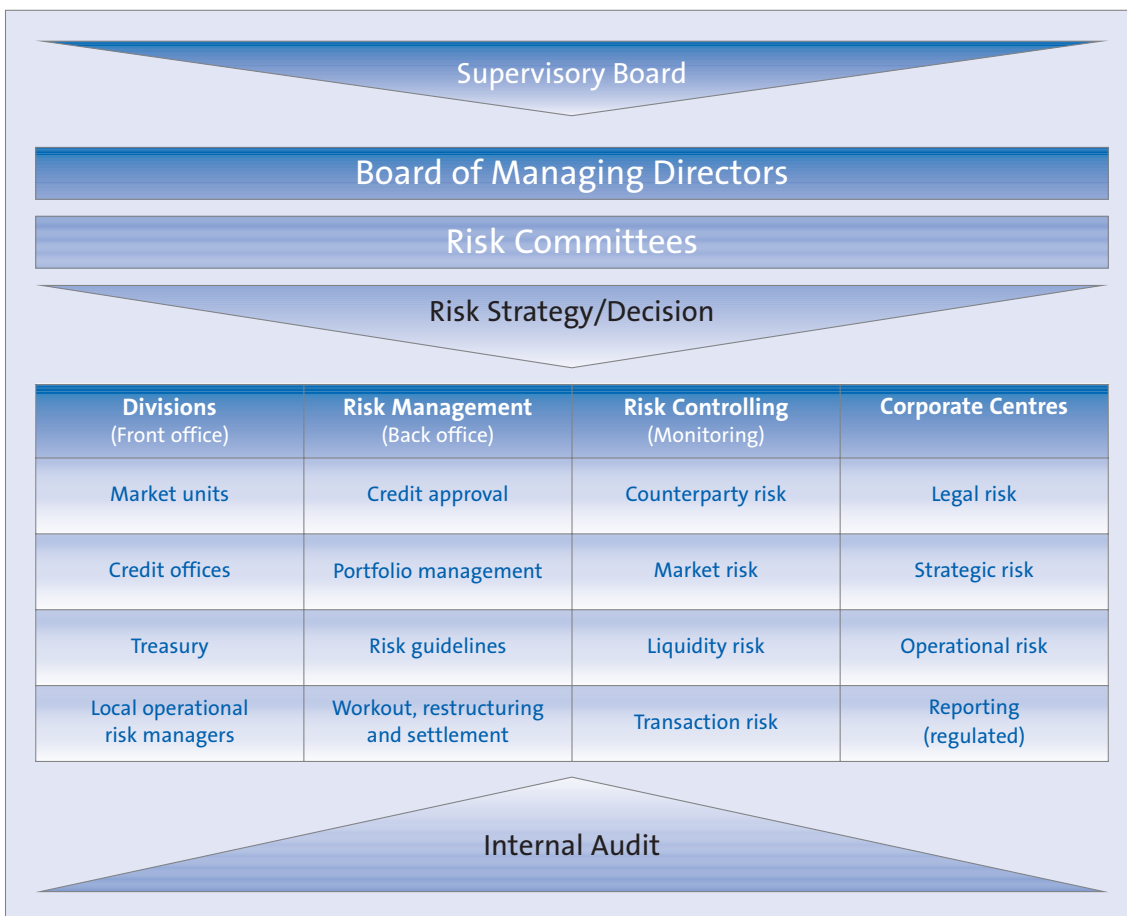 Supervisory Board
Board of Managing Directors
Risk Committees
Risk Strategy/Decision
Divisions
(Front office)
Risk Management
(Back office)
Risk Controlling
(Monitoring)
Corporate Centres
Market units
Credit approval
Counterparty risk
Legal risk
Credit offices
Portfolio management
Market risk
Strategic risk
Treasury
Risk guidelines
Liquidity risk
Operational risk
Local operational
risk managers
Workout, restructuring
and settlement
Transaction risk
Reporting
(regulated)
Internal Audit